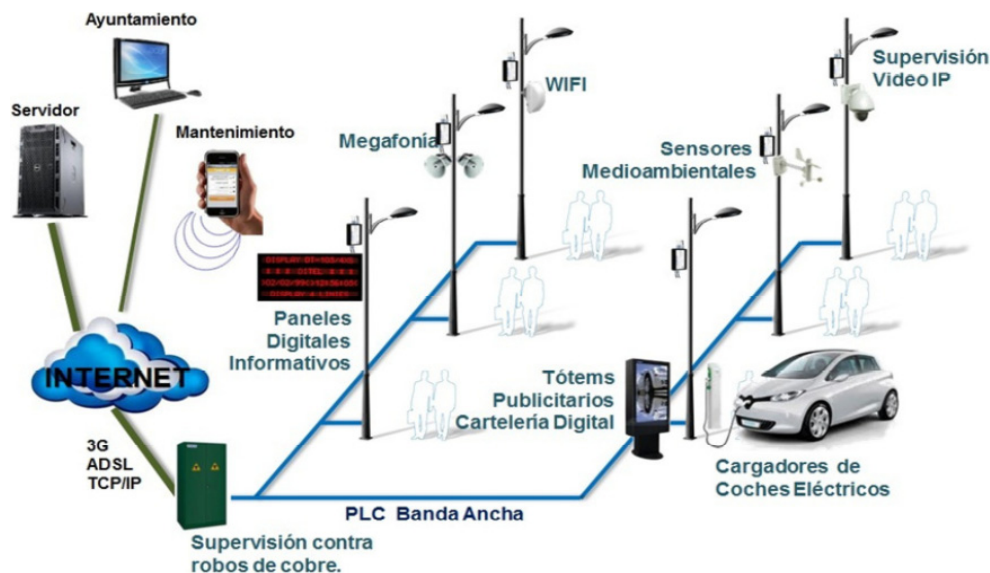 Ayuntamiento
Servidor
Mantenimiento
INTERNET
3G
ADSL
TCP/IP
Supervisión contra
robos de cobre.
PLC Banda Ancha
Paneles
Digitales
Informativos
Megafonía
WIFI
Tótems
Publicitarios
Cartelería Digital
Cargadores de
Coches Eléctricos
Sensores
Medioambientales
Supervisión
Video IP